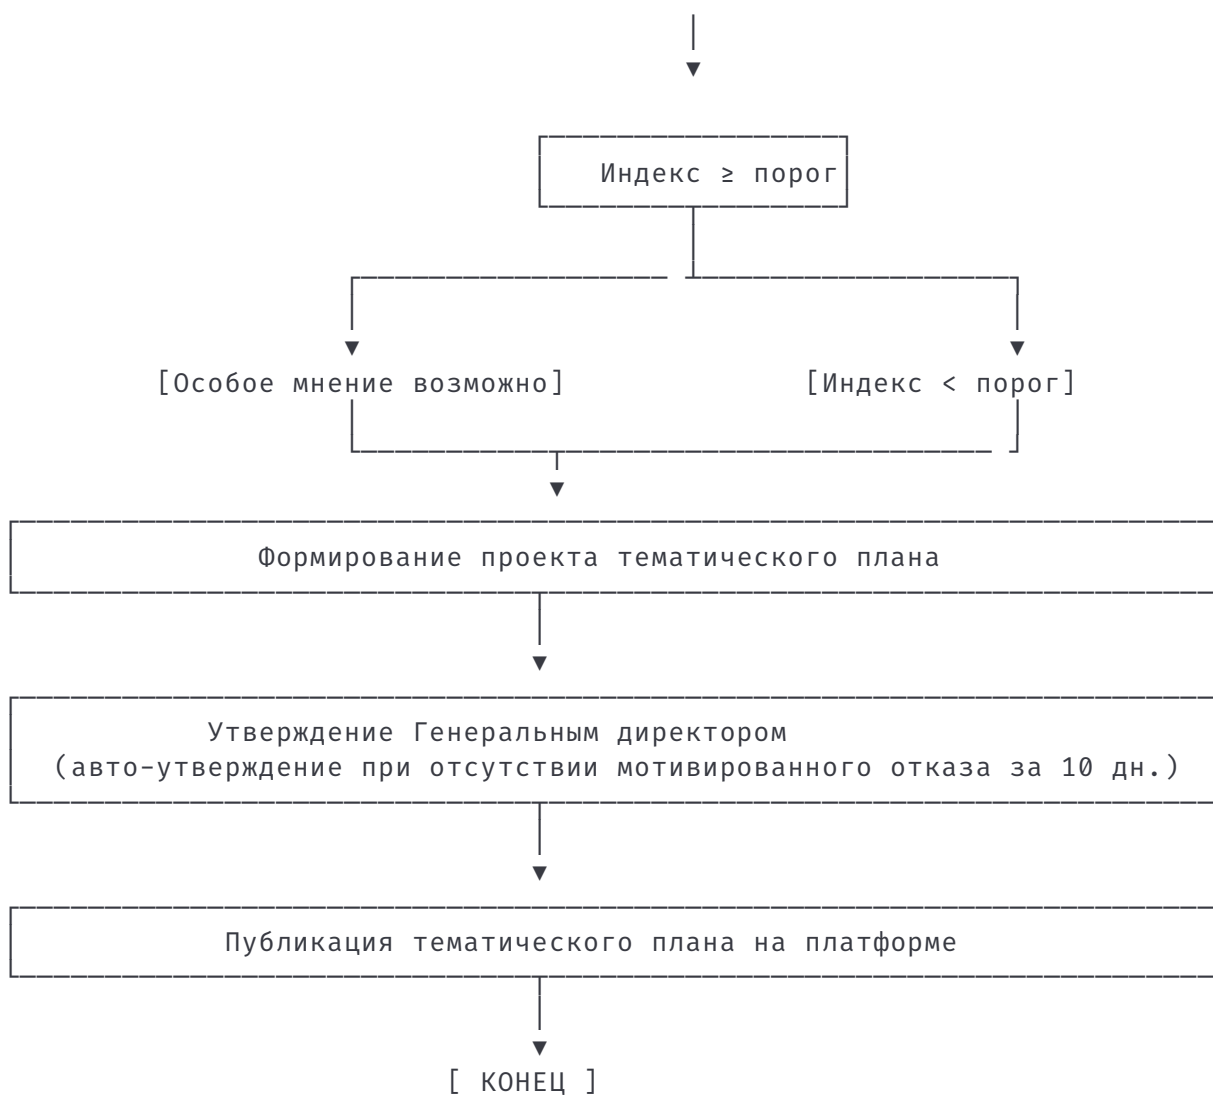 Индекс ≥ порог
[Особое мнение возможно] [Индекс < порог]
Формирование проекта тематического плана
Утверждение Генеральным директором
(авто-утверждение при отсутствии мотивированного отказа за 10 дн.)
Публикация тематического плана на платформе
[ КОНЕЦ ]